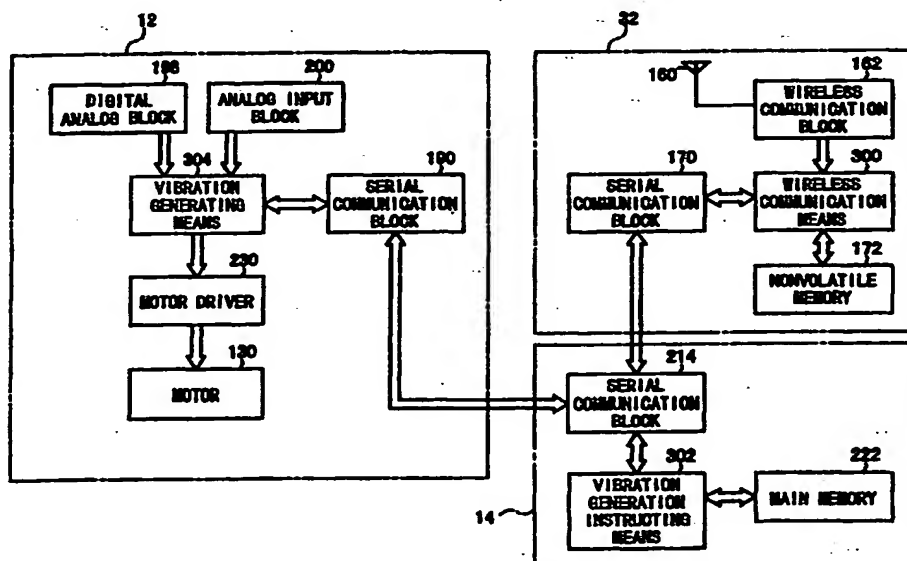 12
200
DIGITAL
ANALOG BLOCK
ANALOG INPUT
BLOCK
304
VIBRATION
GENERATING
MEANS
190
SERIAL
COMMUNICATION
BLOCK
230
MOTOR DRIVER
130
MOTOR
160
162
WIRELESS
COMMUNICATION
BLOCK
170
SERIAL
COMMUNICATION
BLOCK
300
WIRELESS
COMMUNICATION
MEANS
172
NONVOLATILE
MEMORY
214
SERIAL
COMMUNICATION
BLOCK
302
VIBRATION
GENERATION
INSTRUCTING
MEANS
222
MAIN MEMORY
14